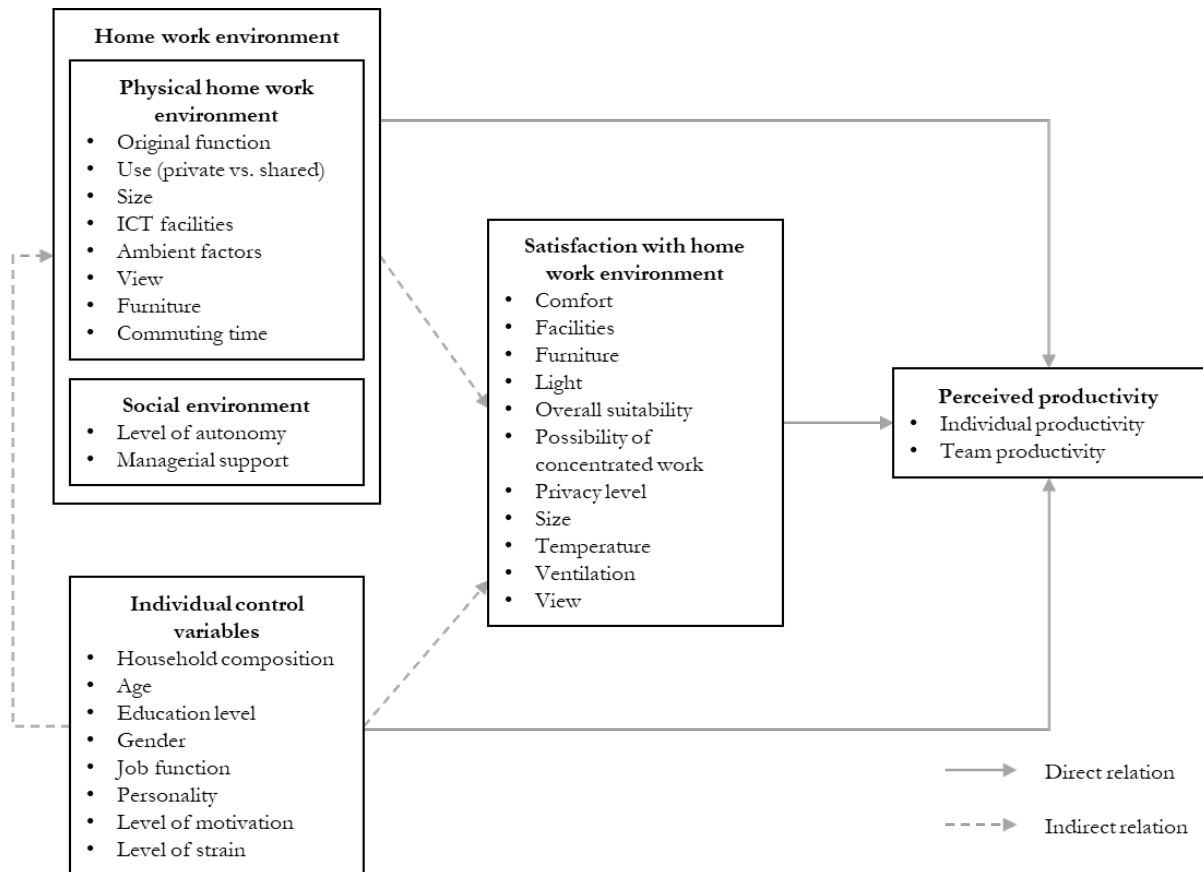 Home work environment
Physical home work
environment
• Original function
• Use (private vs. shared)
• Size
• ICT facilities
• Ambient factors
• View
• Furniture
• Commuting time
Social environment
• Level of autonomy
• Managerial support
Individual control
variables
• Household composition
• Age
• Education level
• Gender
• Job function
• Personality
• Level of motivation
• Level of strain
Satisfaction with home
work environment
• Comfort
• Facilities
• Furniture
• Light
• Overall suitability
• Possibility of
concentrated work
• Privacy level
• Size
• Temperature
• Ventilation
• View
Perceived productivity
• Individual productivity
• Team productivity
Direct relation
Indirect relation